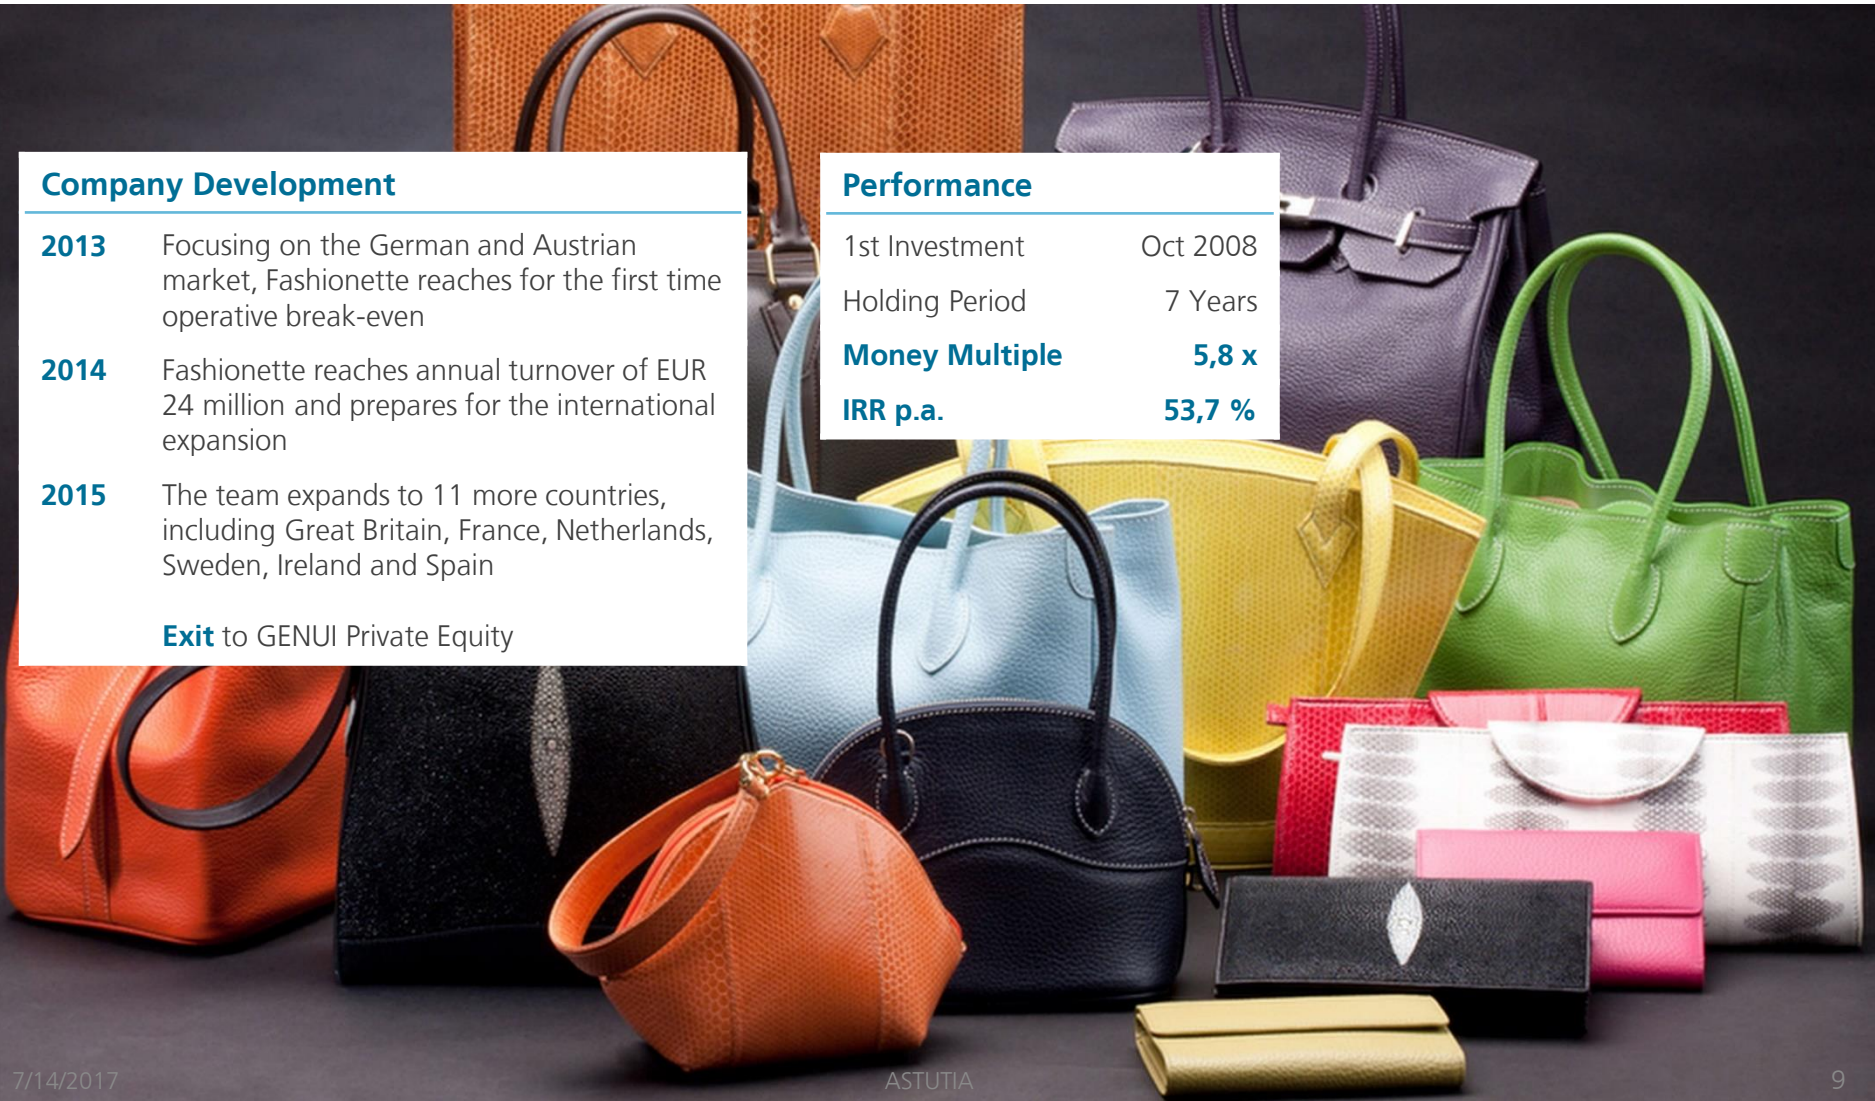 Company Development
2013 Focusing on the German and Austrian
market, Fashionette reaches for the first time
operative break-even
2014 Fashionette reaches annual turnover of EUR
24 million and prepares for the international
expansion
2015 The team expands to 11 more countries,
including Great Britain, France, Netherlands,
Sweden, Ireland and Spain
Exit to GENUI Private Equity
Performance
1st Investment Oct 2008
Holding Period 7 Years
Money Multiple 5,8 x
IRR p.a. 53,7 %
7/14/2017 ASTUTIA 9